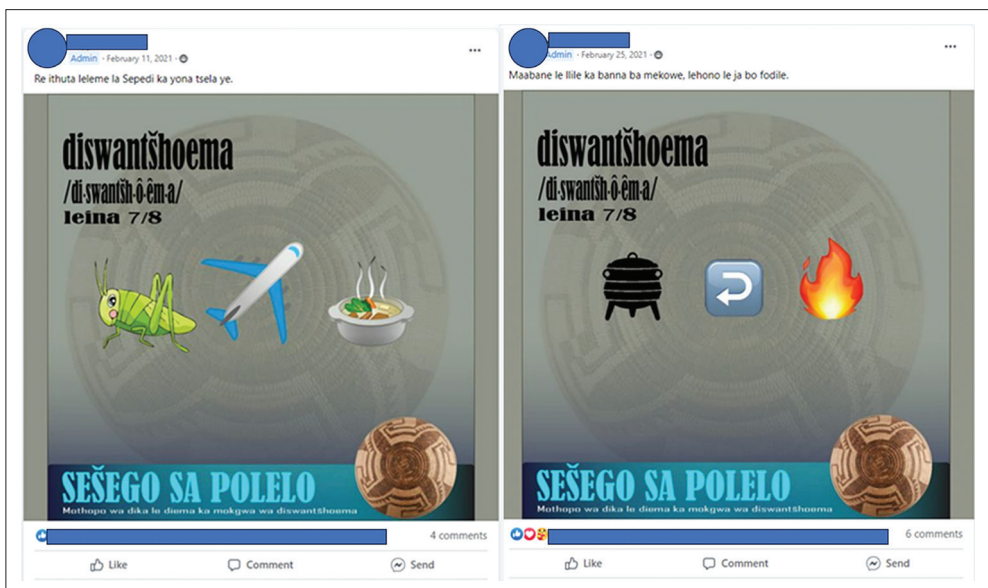 Admin · February 11, 2021 ·
Re ithuta leleme la Sepedi ka yona tsela ye.
diswantšhoema
/di-swantšh-ô-êm-a/
leina 7/8
SEŠEGO SA POLELO
Mothopo wa dika le diema ka mokgwa wa diswantšhoema
4 comments
Like Comment Send
Admin · February 25, 2021 ·
Maabane le llile ka banna ba mekowe, lehono le ja bo fodile.
diswantšhoema
/di-swantšh-ô-êm-a/
leina 7/8
SEŠEGO SA POLELO
Mothopo wa dika le diema ka mokgwa wa diswantšhoema
6 comments
Like Comment Send